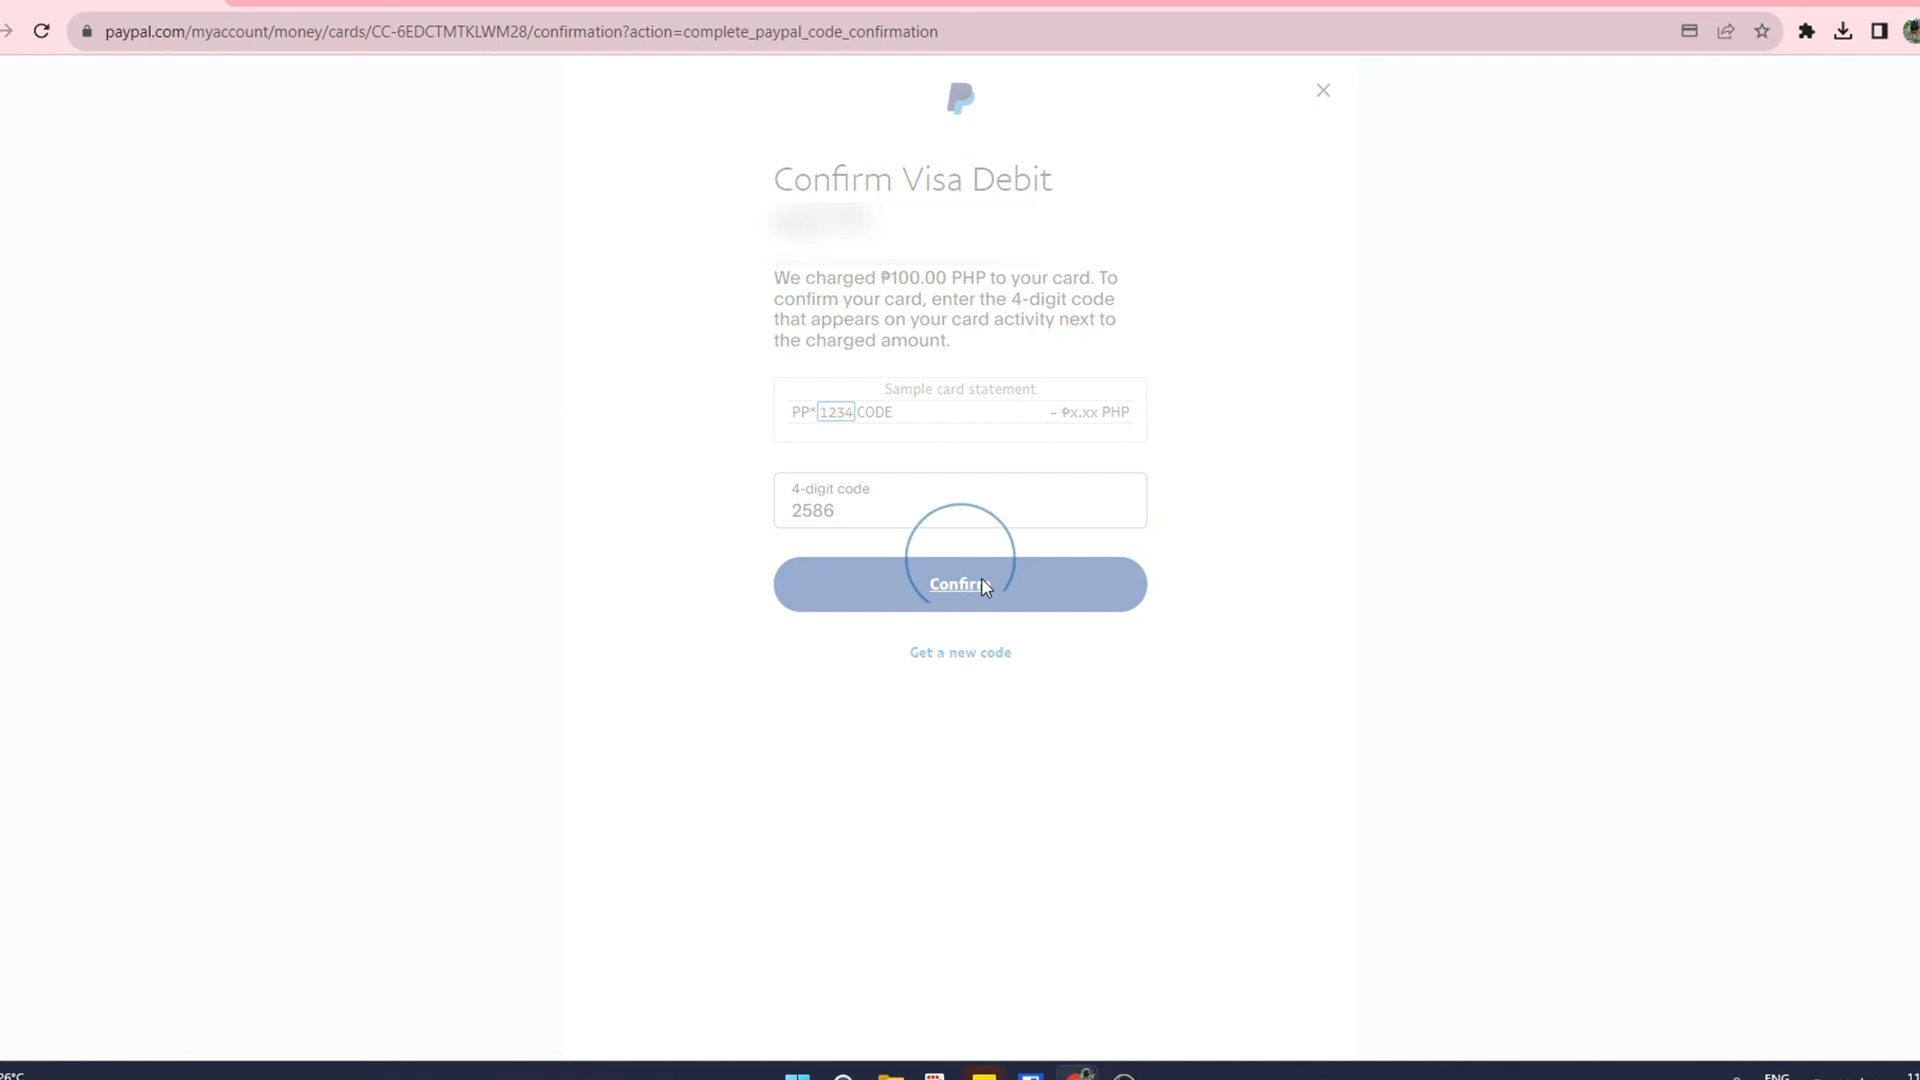 paypal.com/myaccount/money/cards/CC-6EDCTMTKLWM28/confirmation?action=complete_paypal_code_confirmation
Confirm Visa Debit
We charged ₱100.00 PHP to your card. To
confirm your card, enter the 4-digit code
that appears on your card activity next to
the charged amount.
Sample card statement
PP*1234CODE - ₱x.xx PHP
4-digit code
2586
Confirm
Get a new code
26°C
ENG
11